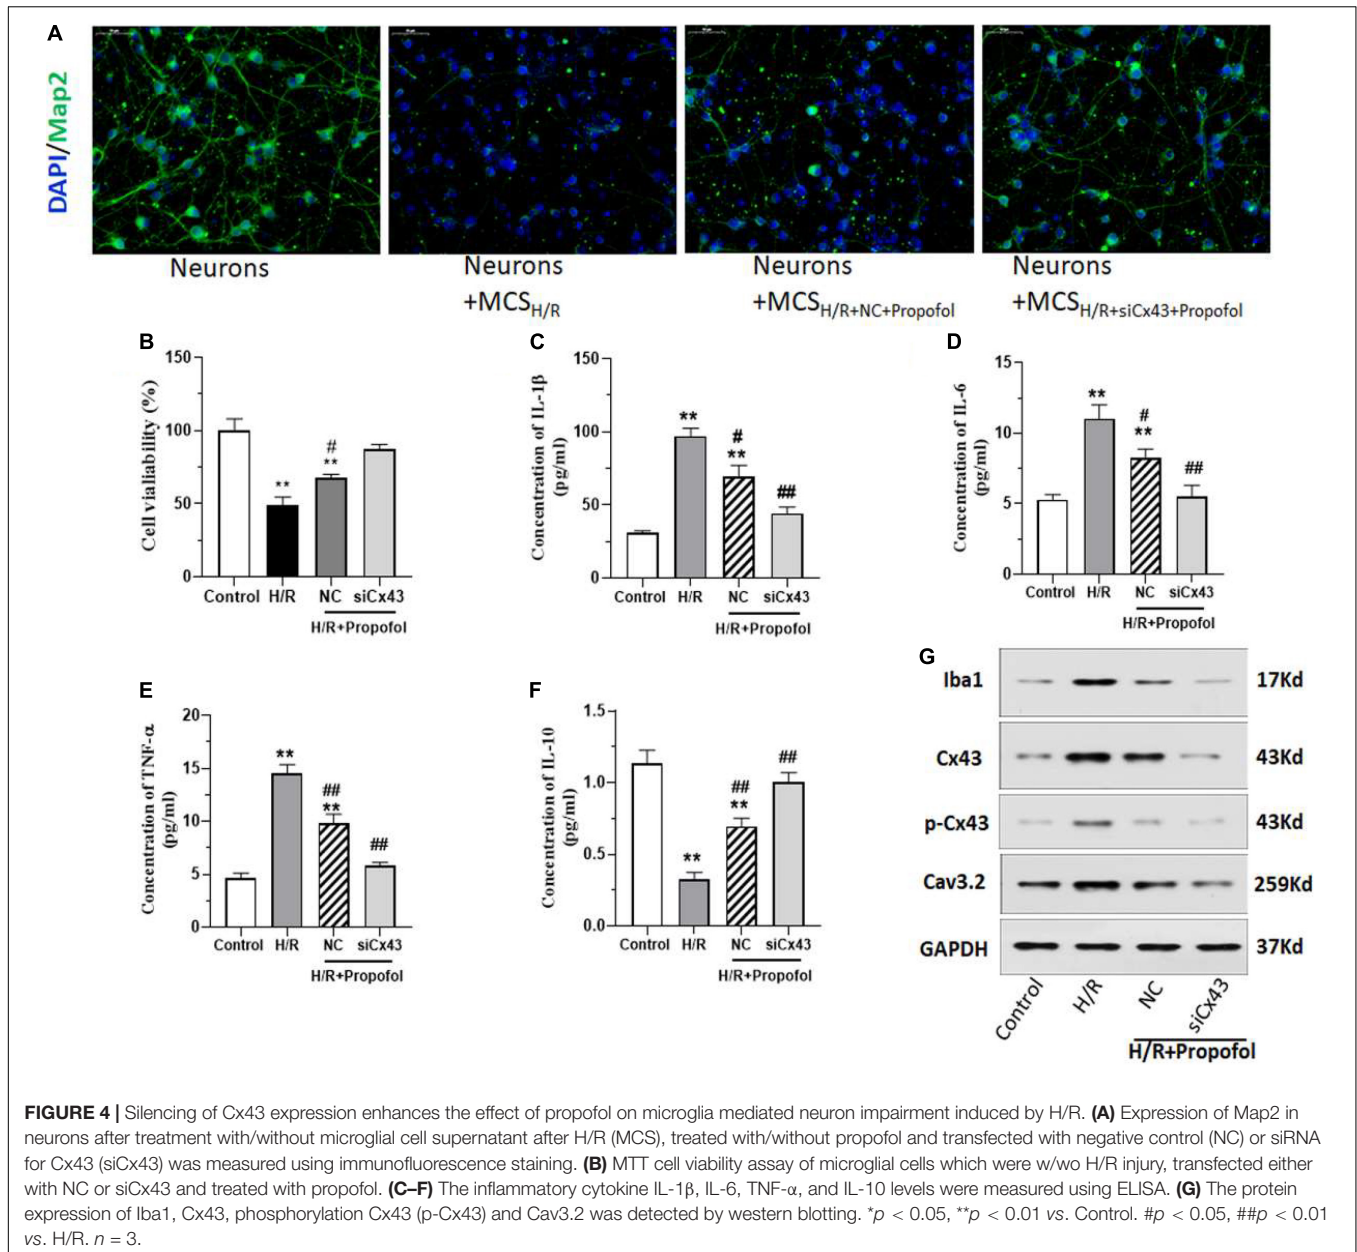 A
DAPI/Map2
Neurons
Neurons
+MCSH/R
Neurons
+MCSH/R+NC+Propofol
Neurons
+MCSH/R+siCx43+Propofol
B
Cell vialiability (%)
150
100
50
0
**
#
**
Control H/R NC siCx43
H/R+Propofol
C
Concentration of IL-1β
(pg/ml)
150
100
50
0
**
#
**
##
Control H/R NC siCx43
H/R+Propofol
D
Concentration of IL-6
(pg/ml)
15
10
5
0
**
#
**
##
Control H/R NC siCx43
H/R+Propofol
E
Concentration of TNF-α
(pg/ml)
20
15
10
5
0
**
##
**
##
Control H/R NC siCx43
H/R+Propofol
F
Concentration of IL-10
(pg/ml)
1.5
1.0
0.5
0.0
**
##
**
##
Control H/R NC siCx43
H/R+Propofol
G
Iba1 17Kd
Cx43 43Kd
p-Cx43 43Kd
Cav3.2 259Kd
GAPDH 37Kd
Control H/R NC siCx43
H/R+Propofol
FIGURE 4 | Silencing of Cx43 expression enhances the effect of propofol on microglia mediated neuron impairment induced by H/R. (A) Expression of Map2 in
neurons after treatment with/without microglial cell supernatant after H/R (MCS), treated with/without propofol and transfected with negative control (NC) or siRNA
for Cx43 (siCx43) was measured using immunofluorescence staining. (B) MTT cell viability assay of microglial cells which were w/wo H/R injury, transfected either
with NC or siCx43 and treated with propofol. (C–F) The inflammatory cytokine IL-1β, IL-6, TNF-α, and IL-10 levels were measured using ELISA. (G) The protein
expression of Iba1, Cx43, phosphorylation Cx43 (p-Cx43) and Cav3.2 was detected by western blotting. *p < 0.05, **p < 0.01 vs. Control. #p < 0.05, ##p < 0.01
vs. H/R. n = 3.